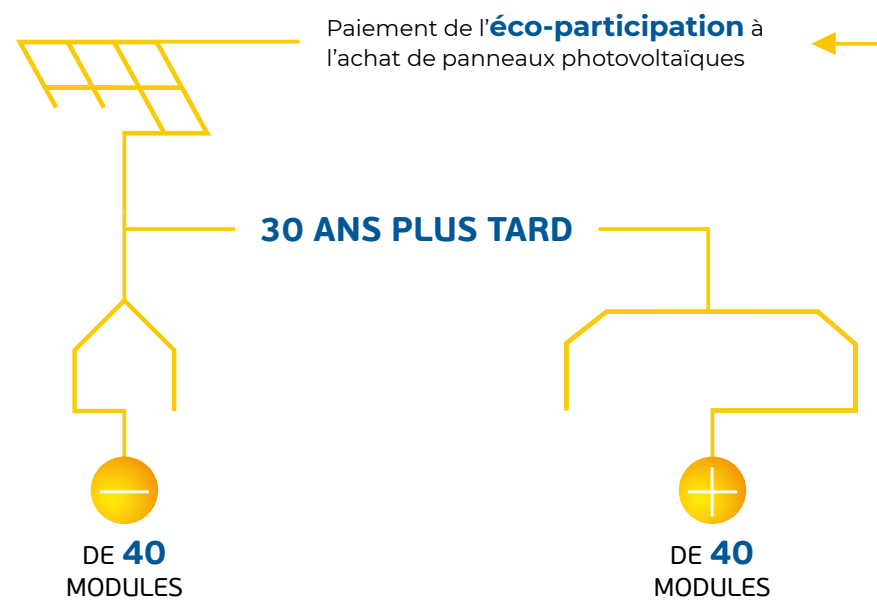 Paiement de l’éco-participation à
l’achat de panneaux photovoltaïques
30 ANS PLUS TARD
DE 40
MODULES
DE 40
MODULES